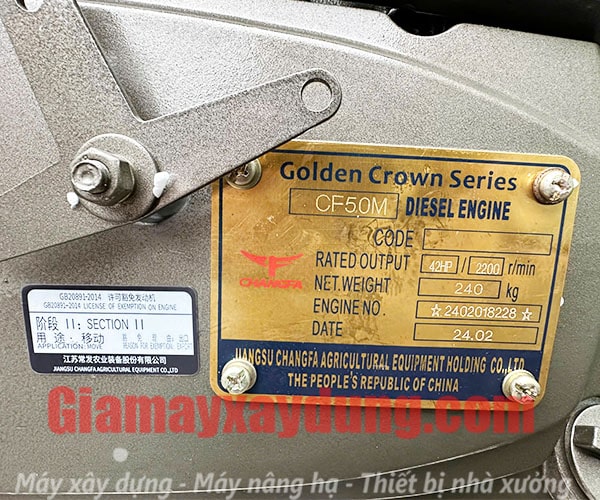 Golden Crown Series
CF50M DIESEL ENGINE
CODE
RATED OUTPUT 42HP / 2200 r/min
NET.WEIGHT 240 kg
ENGINE NO. ☆2402018228☆
DATE 24.02
CHANGFA
JIANGSU CHANGFA AGRICULTURAL EQUIPMENT HOLDING CO.,LTD.
THE PEOPLE'S REPUBLIC OF CHINA
GB20891-2014 许可豁免发动机
GB20891-2014 LICENSE OF EXEMPTION ON ENGINE
阶段 II: SECTION II
用途:移动
APPLICATION: MOVE REASON FOR EXEMPTION: EXPORT
江苏常发农业装备股份有限公司
JIANGSU CHANGFA AGRICULTURAL EQUIPMENT CO.,LTD
Giamayxaydung.com
Máy xây dựng - Máy nâng hạ - Thiết bị nhà xưởng